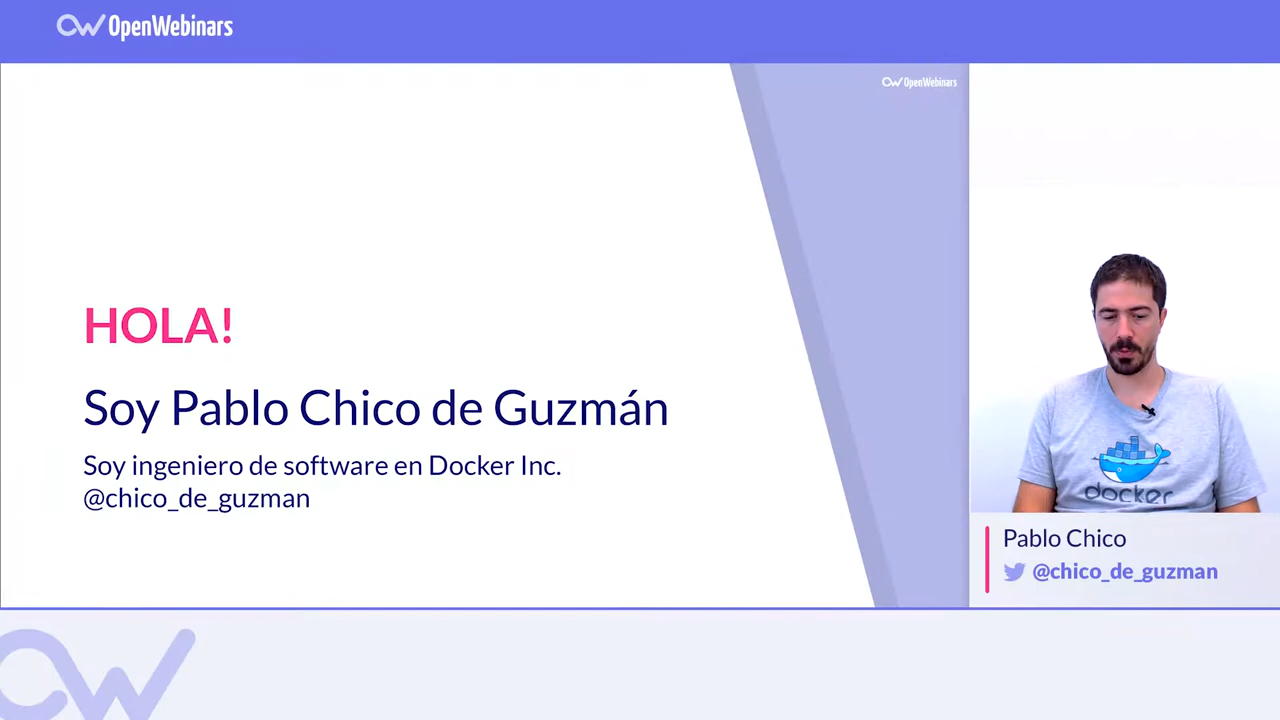 OpenWebinars
OpenWebinars
HOLA!
Soy Pablo Chico de Guzmán
Soy ingeniero de software en Docker Inc.
@chico_de_guzman
docker
Pablo Chico
@chico_de_guzman